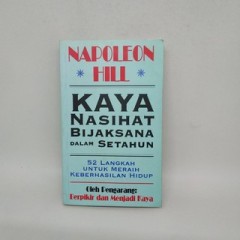 NAPOLEON
HILL
KAYA
NASIHAT
BIJAKSANA
DALAM SETAHUN
52 LANGKAH
UNTUK MERAIH
KEBERHASILAN HIDUP
Oleh Pengarang:
Berpikir dan Menjadi Kaya